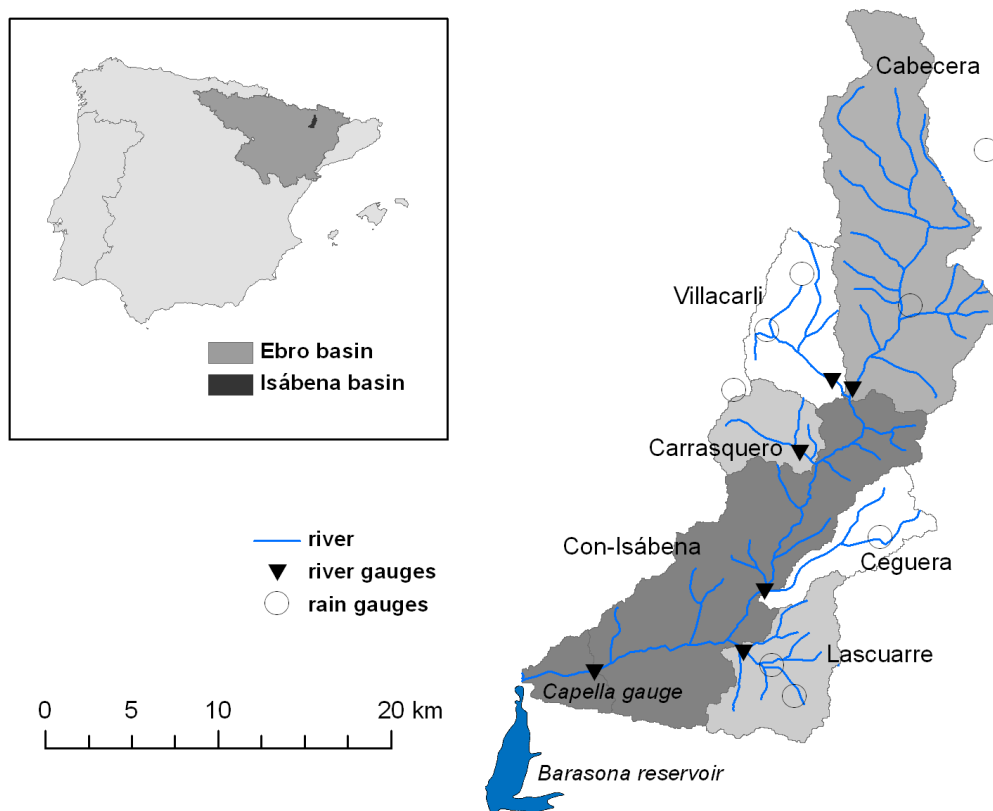 Ebro basin
Isábena basin
river
river gauges
rain gauges
0 5 10 20 km
Cabecera
Villacarli
Carrasquero
Con-Isábena
Ceguera
Lascuarre
Capella gauge
Barasona reservoir